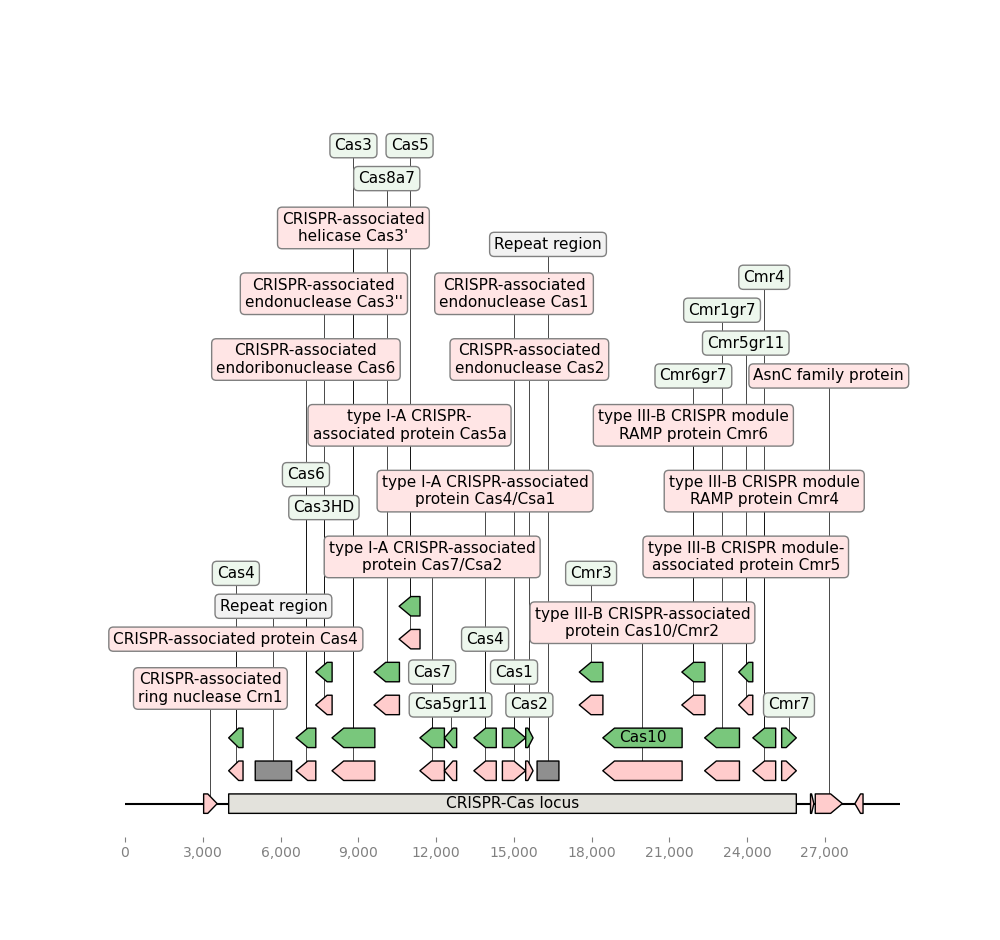 Cas3
Cas5
Cas8a7
CRISPR-associated
helicase Cas3'
Repeat region
CRISPR-associated
endonuclease Cas3''
CRISPR-associated
endonuclease Cas1
Cmr4
Cmr1gr7
Cmr5gr11
CRISPR-associated
endoribonuclease Cas6
CRISPR-associated
endonuclease Cas2
Cmr6gr7
AsnC family protein
type I-A CRISPR-
associated protein Cas5a
type III-B CRISPR module
RAMP protein Cmr6
Cas6
Cas3HD
type I-A CRISPR-associated
protein Cas4/Csa1
type III-B CRISPR module
RAMP protein Cmr4
type I-A CRISPR-associated
protein Cas7/Csa2
type III-B CRISPR module-
associated protein Cmr5
Cas4
Cmr3
Repeat region
type III-B CRISPR-associated
protein Cas10/Cmr2
CRISPR-associated protein Cas4
Cas4
CRISPR-associated
ring nuclease Crn1
Cas7
Cas1
Csa5gr11
Cas2
Cmr7
Cas10
CRISPR-Cas locus
0
3,000
6,000
9,000
12,000
15,000
18,000
21,000
24,000
27,000